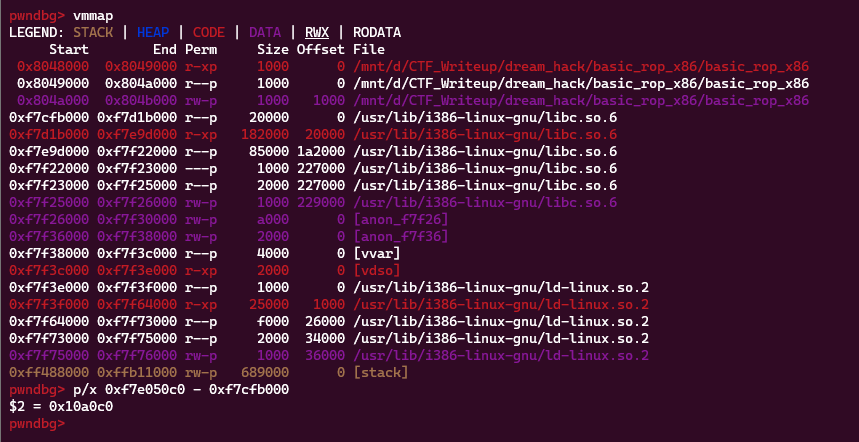 pwndbg> vmmap
LEGEND: STACK | HEAP | CODE | DATA | RWX | RODATA
Start End Perm Size Offset File
0x8048000 0x8049000 r-xp 1000 0 /mnt/d/CTF_Writeup/dream_hack/basic_rop_x86/basic_rop_x86
0x8049000 0x804a000 r--p 1000 0 /mnt/d/CTF_Writeup/dream_hack/basic_rop_x86/basic_rop_x86
0x804a000 0x804b000 rw-p 1000 1000 /mnt/d/CTF_Writeup/dream_hack/basic_rop_x86/basic_rop_x86
0xf7cfb000 0xf7d1b000 r--p 20000 0 /usr/lib/i386-linux-gnu/libc.so.6
0xf7d1b000 0xf7e9d000 r-xp 182000 20000 /usr/lib/i386-linux-gnu/libc.so.6
0xf7e9d000 0xf7f22000 r--p 85000 1a2000 /usr/lib/i386-linux-gnu/libc.so.6
0xf7f22000 0xf7f23000 ---p 1000 227000 /usr/lib/i386-linux-gnu/libc.so.6
0xf7f23000 0xf7f25000 r--p 2000 227000 /usr/lib/i386-linux-gnu/libc.so.6
0xf7f25000 0xf7f26000 rw-p 1000 229000 /usr/lib/i386-linux-gnu/libc.so.6
0xf7f26000 0xf7f30000 rw-p a000 0 [anon_f7f26]
0xf7f36000 0xf7f38000 rw-p 2000 0 [anon_f7f36]
0xf7f38000 0xf7f3c000 r--p 4000 0 [vvar]
0xf7f3c000 0xf7f3e000 r-xp 2000 0 [vdso]
0xf7f3e000 0xf7f3f000 r--p 1000 0 /usr/lib/i386-linux-gnu/ld-linux.so.2
0xf7f3f000 0xf7f64000 r-xp 25000 1000 /usr/lib/i386-linux-gnu/ld-linux.so.2
0xf7f64000 0xf7f73000 r--p f000 26000 /usr/lib/i386-linux-gnu/ld-linux.so.2
0xf7f73000 0xf7f75000 r--p 2000 34000 /usr/lib/i386-linux-gnu/ld-linux.so.2
0xf7f75000 0xf7f76000 rw-p 1000 36000 /usr/lib/i386-linux-gnu/ld-linux.so.2
0xff488000 0xffb11000 rw-p 689000 0 [stack]
pwndbg> p/x 0xf7e050c0 - 0xf7cfb000
$2 = 0x10a0c0
pwndbg>